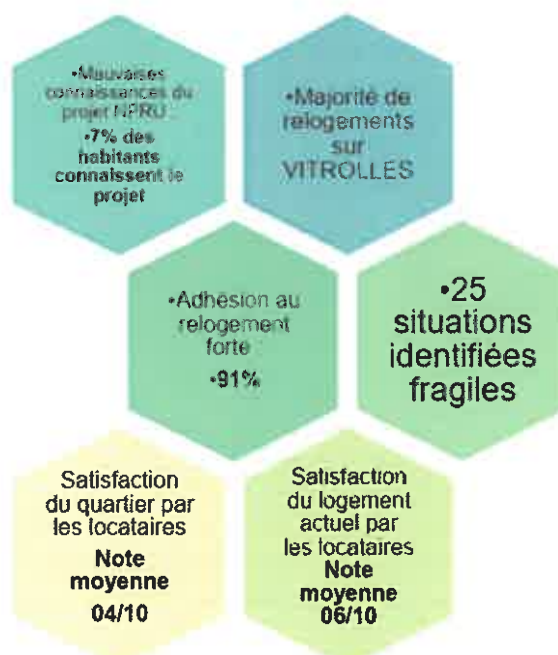 •Mauvaises
connaissances du
projet NPRU
•7% des
habitants
connaissent le
projet
•Majorité de
relogements
sur
VITROLLES
•Adhésion au
relogement
forte
•91%
•25
situations
identifiées
fragiles
Satisfaction
du quartier par
les locataires
Note
moyenne
04/10
Satisfaction
du logement
actuel par
les locataires
Note
moyenne
06/10